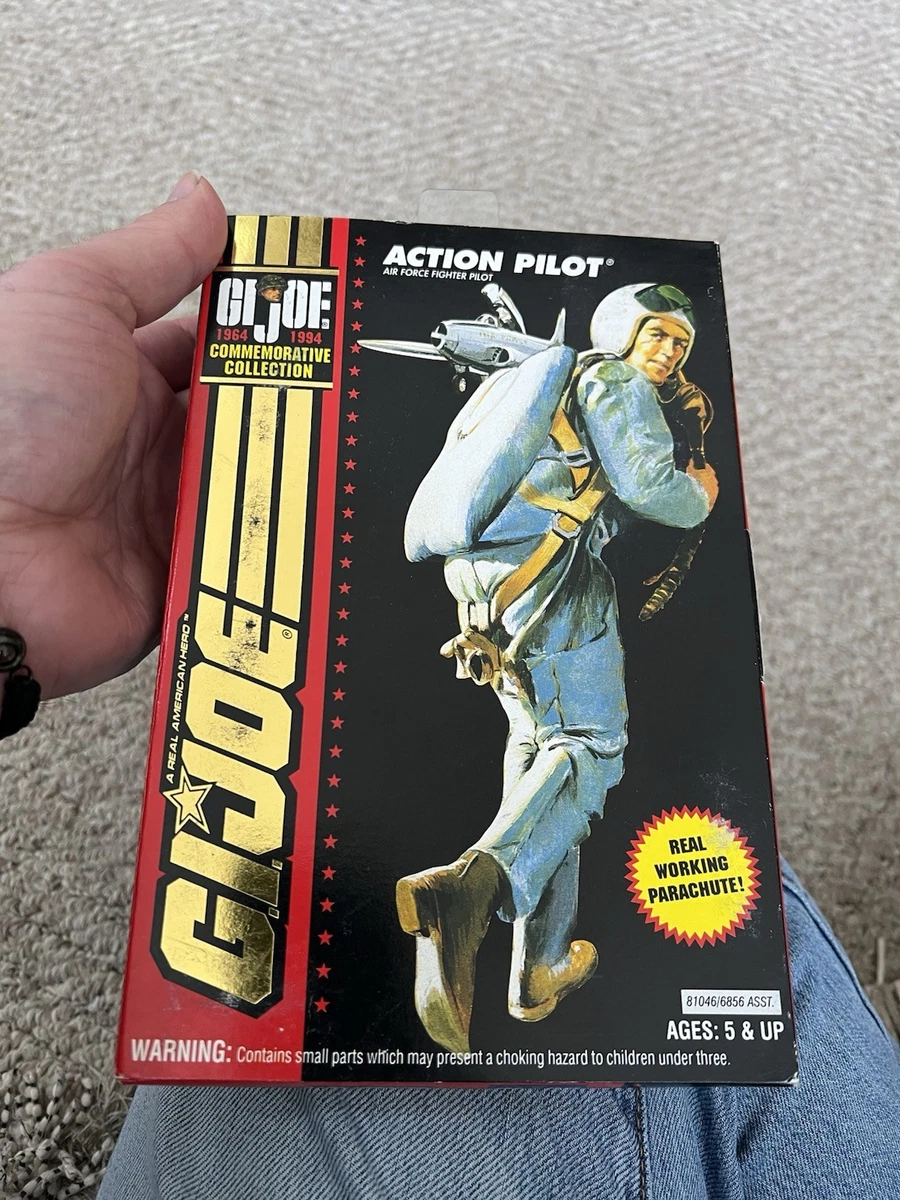 GI JOE®
1964 1994
COMMEMORATIVE
COLLECTION
A REAL AMERICAN HERO™
G.I. JOE®
ACTION PILOT®
AIR FORCE FIGHTER PILOT
REAL
WORKING
PARACHUTE!
81046/6856 ASST.
AGES: 5 & UP
WARNING: Contains small parts which may present a choking hazard to children under three.